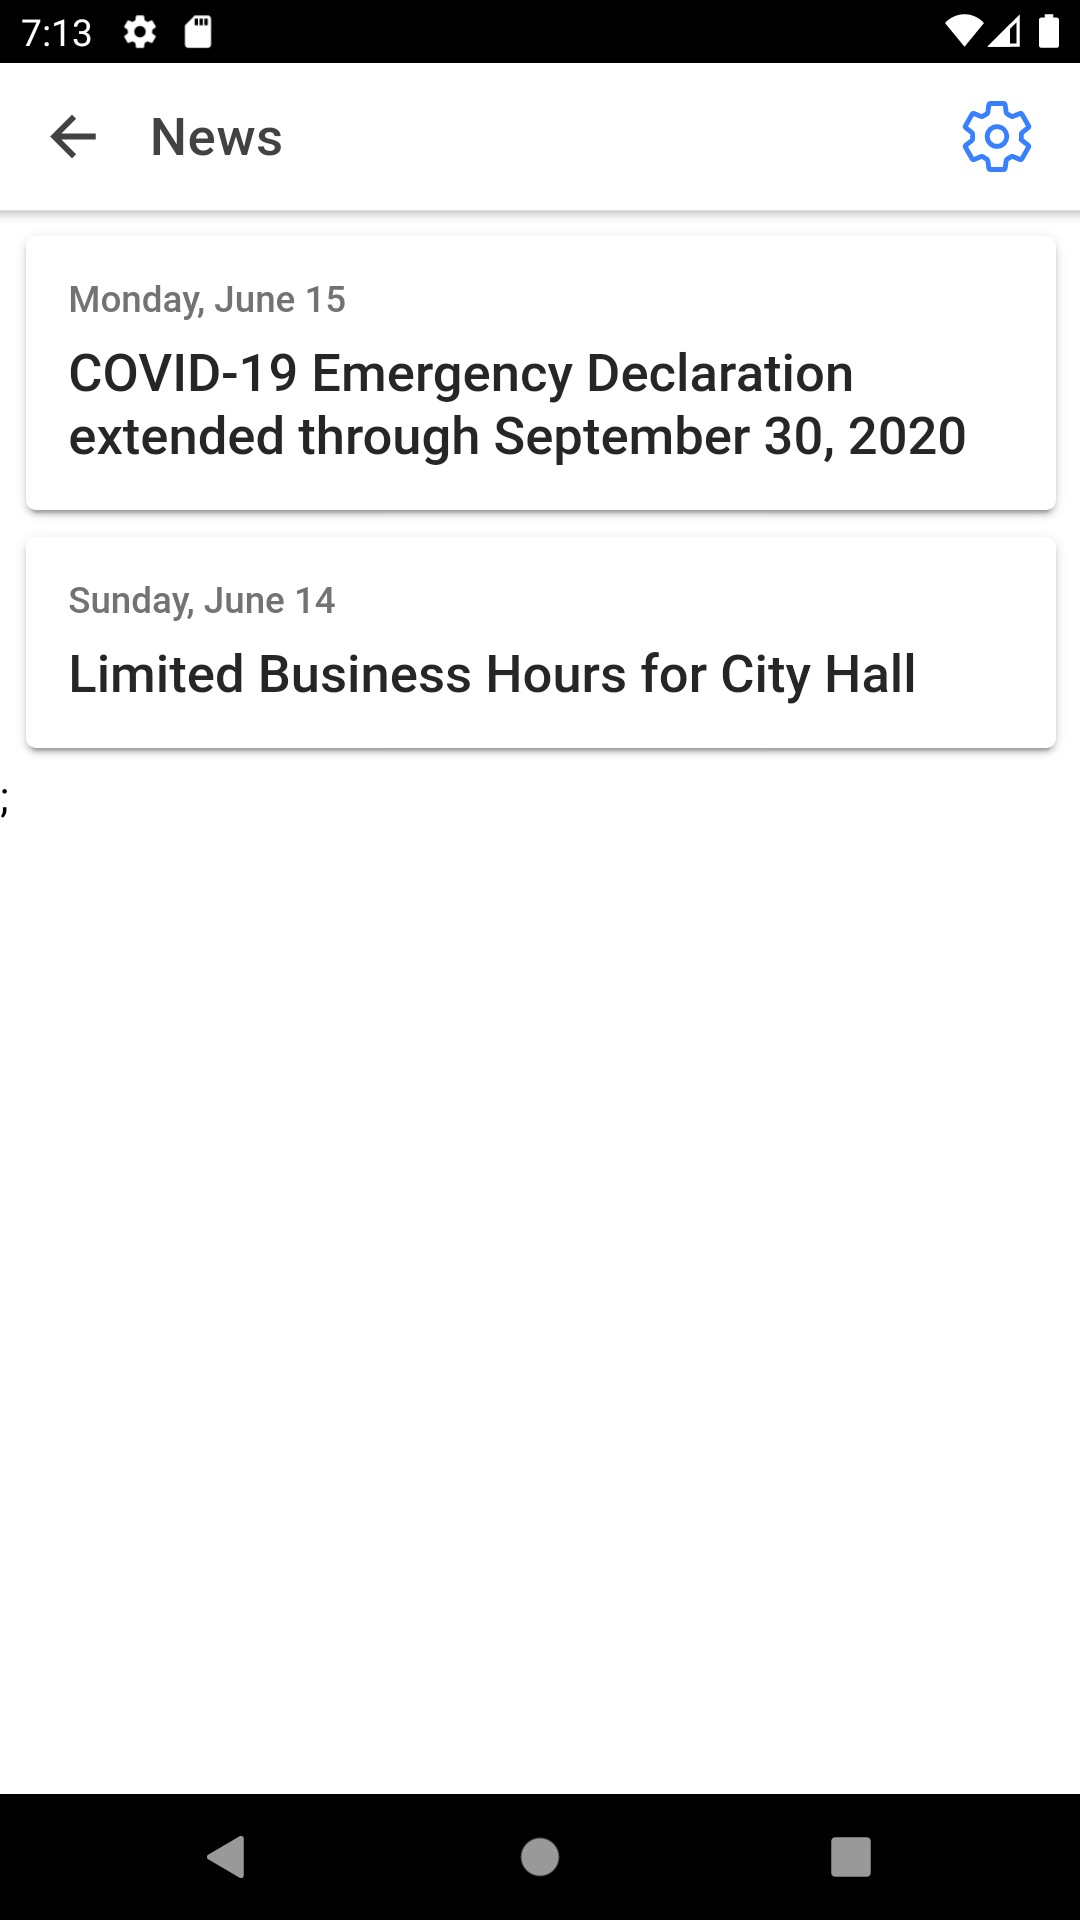 7:13
News
Monday, June 15
COVID-19 Emergency Declaration
extended through September 30, 2020
Sunday, June 14
Limited Business Hours for City Hall
;